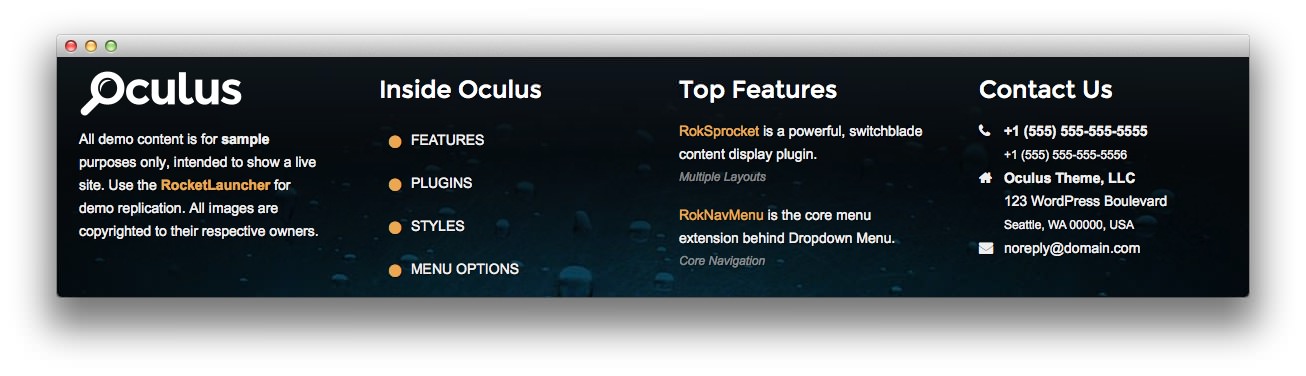 Oculus
All demo content is for sample
purposes only, intended to show a live
site. Use the RocketLauncher for
demo replication. All images are
copyrighted to their respective owners.
Inside Oculus
FEATURES
PLUGINS
STYLES
MENU OPTIONS
Top Features
RokSprocket is a powerful, switchblade
content display plugin.
Multiple Layouts
RokNavMenu is the core menu
extension behind Dropdown Menu.
Core Navigation
Contact Us
+1 (555) 555-555-5555
+1 (555) 555-555-5556
Oculus Theme, LLC
123 WordPress Boulevard
Seattle, WA 00000, USA
noreply@domain.com